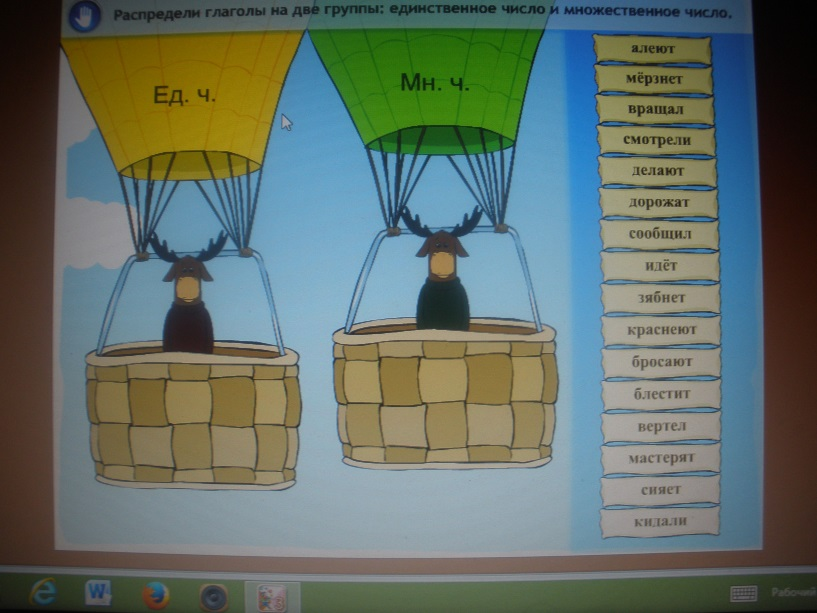 Распредели глаголы на две группы: единственное число и множественное число.
Ед. ч.
Мн. ч.
алеют
мёрзнет
вращал
смотрели
делают
дорожат
сообщил
идёт
зябнет
краснеют
бросают
блестит
вертел
мастерят
сияет
кидали
Рабочий